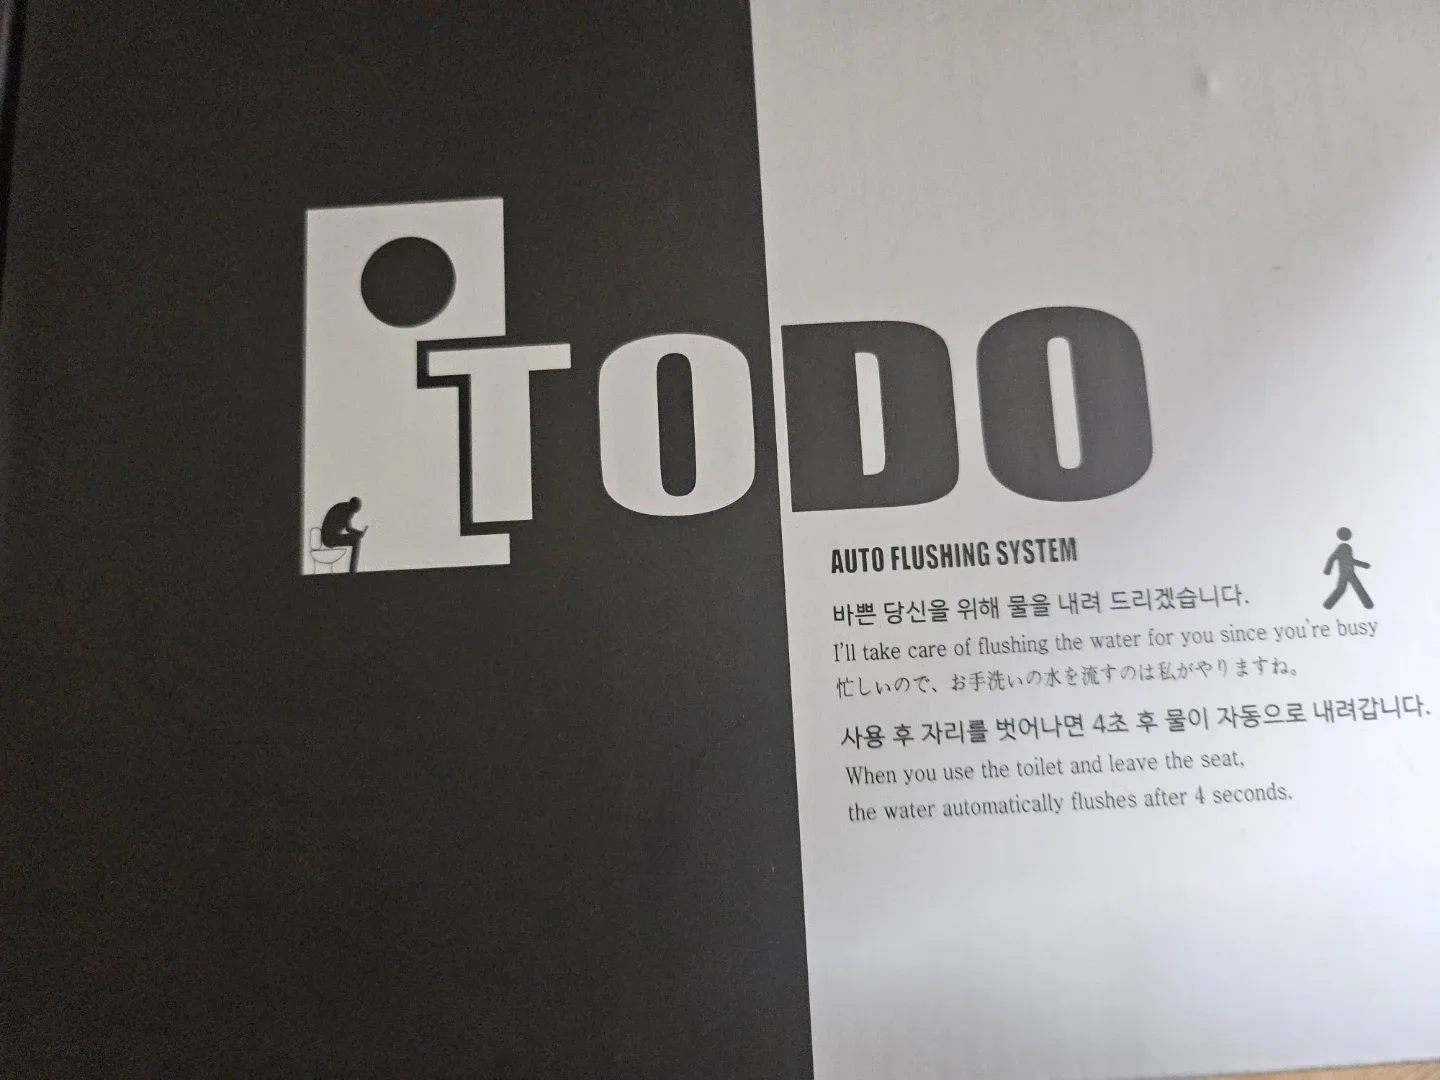 iTODO
AUTO FLUSHING SYSTEM
바쁜 당신을 위해 물을 내려 드리겠습니다.
I'll take care of flushing the water for you since you're busy
忙しいので、お手洗いの水を流すのは私がやりますね。
사용 후 자리를 벗어나면 4초 후 물이 자동으로 내려갑니다.
When you use the toilet and leave the seat,
the water automatically flushes after 4 seconds.